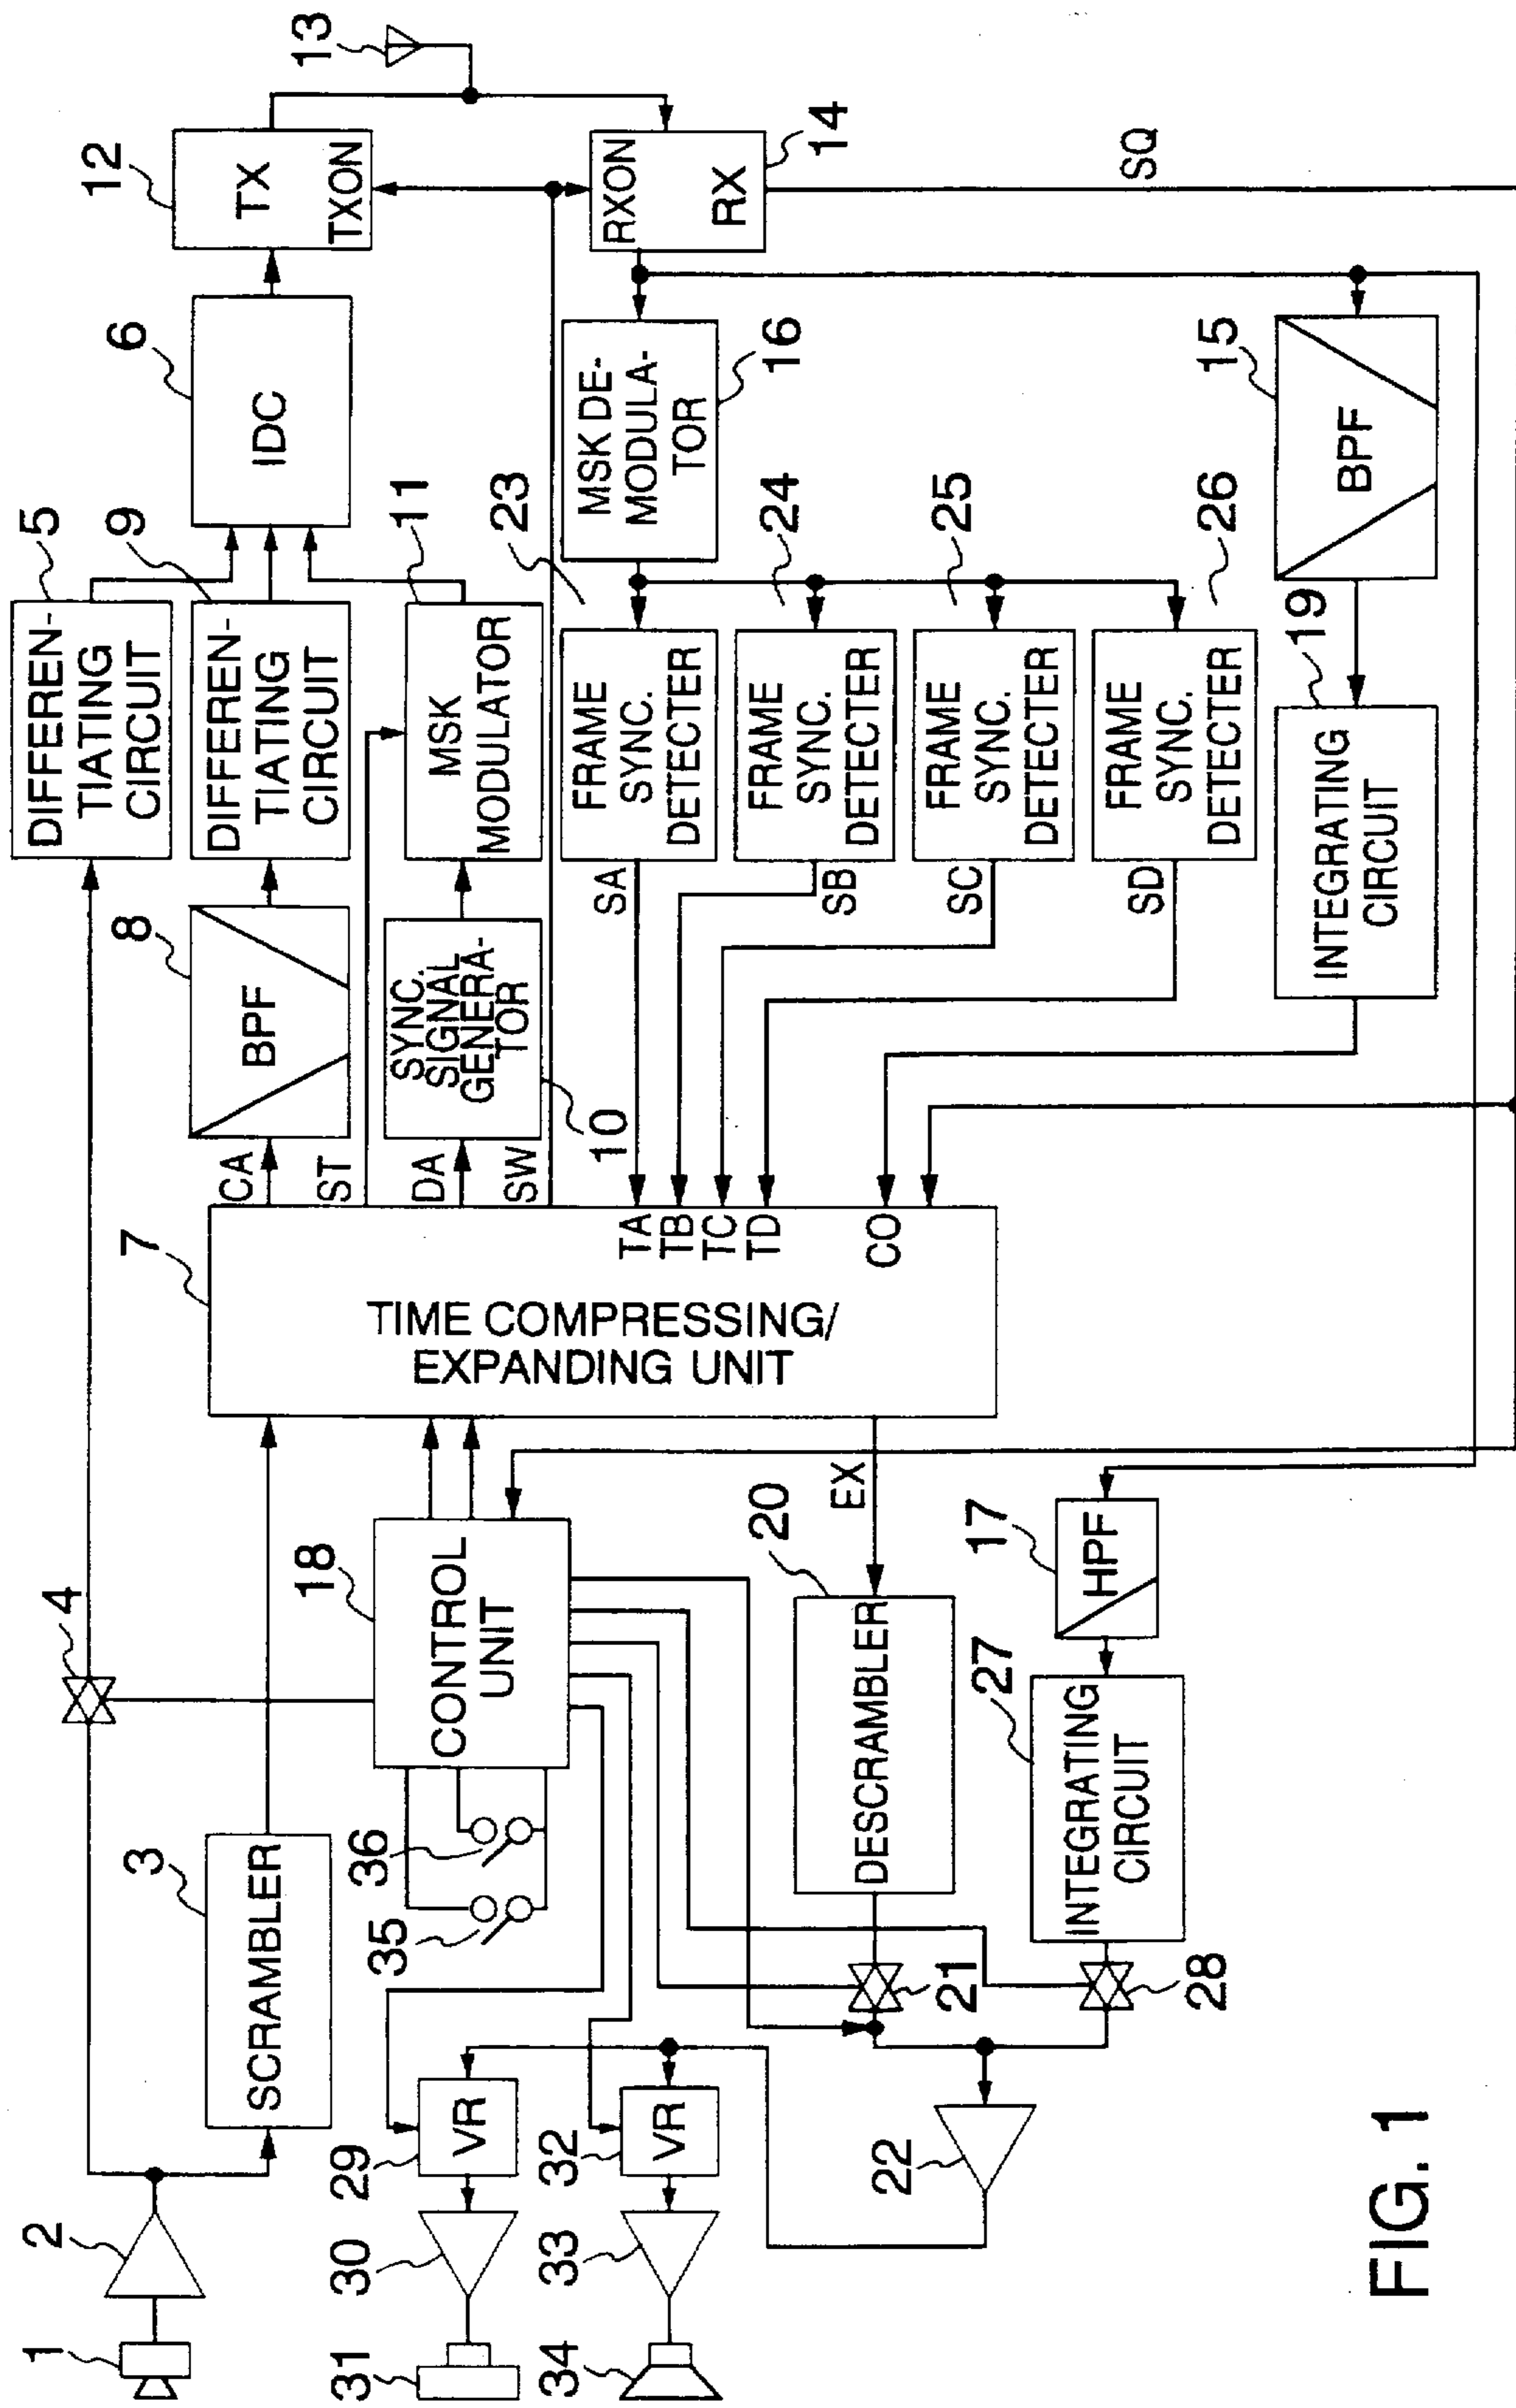 1
2
3
SCRAMBLER
4
5
DIFFEREN-
TIATING
CIRCUIT
6
IDC
7
TIME COMPRESSING/
EXPANDING UNIT
CA
ST
DA
SW
TA
TB
TC
TD
CO
EX
8
BPF
9
DIFFEREN-
TIATING
CIRCUIT
10
SYNC.
SIGNAL
GENERA-
TOR
11
MSK
MODULATOR
12
TX
TXON
13
14
RXON
RX
SQ
16
MSK DE-
MODULA-
TOR
23
FRAME
SYNC.
DETECTER
SA
24
FRAME
SYNC.
DETECTER
SB
25
FRAME
SYNC.
DETECTER
SC
26
FRAME
SYNC.
DETECTER
SD
15
BPF
19
INTEGRATING
CIRCUIT
18
CONTROL
UNIT
36
35
20
DESCRAMBLER
17
HPF
27
INTEGRATING
CIRCUIT
21
28
22
29
VR
30
31
32
VR
33
34
FIG. 1